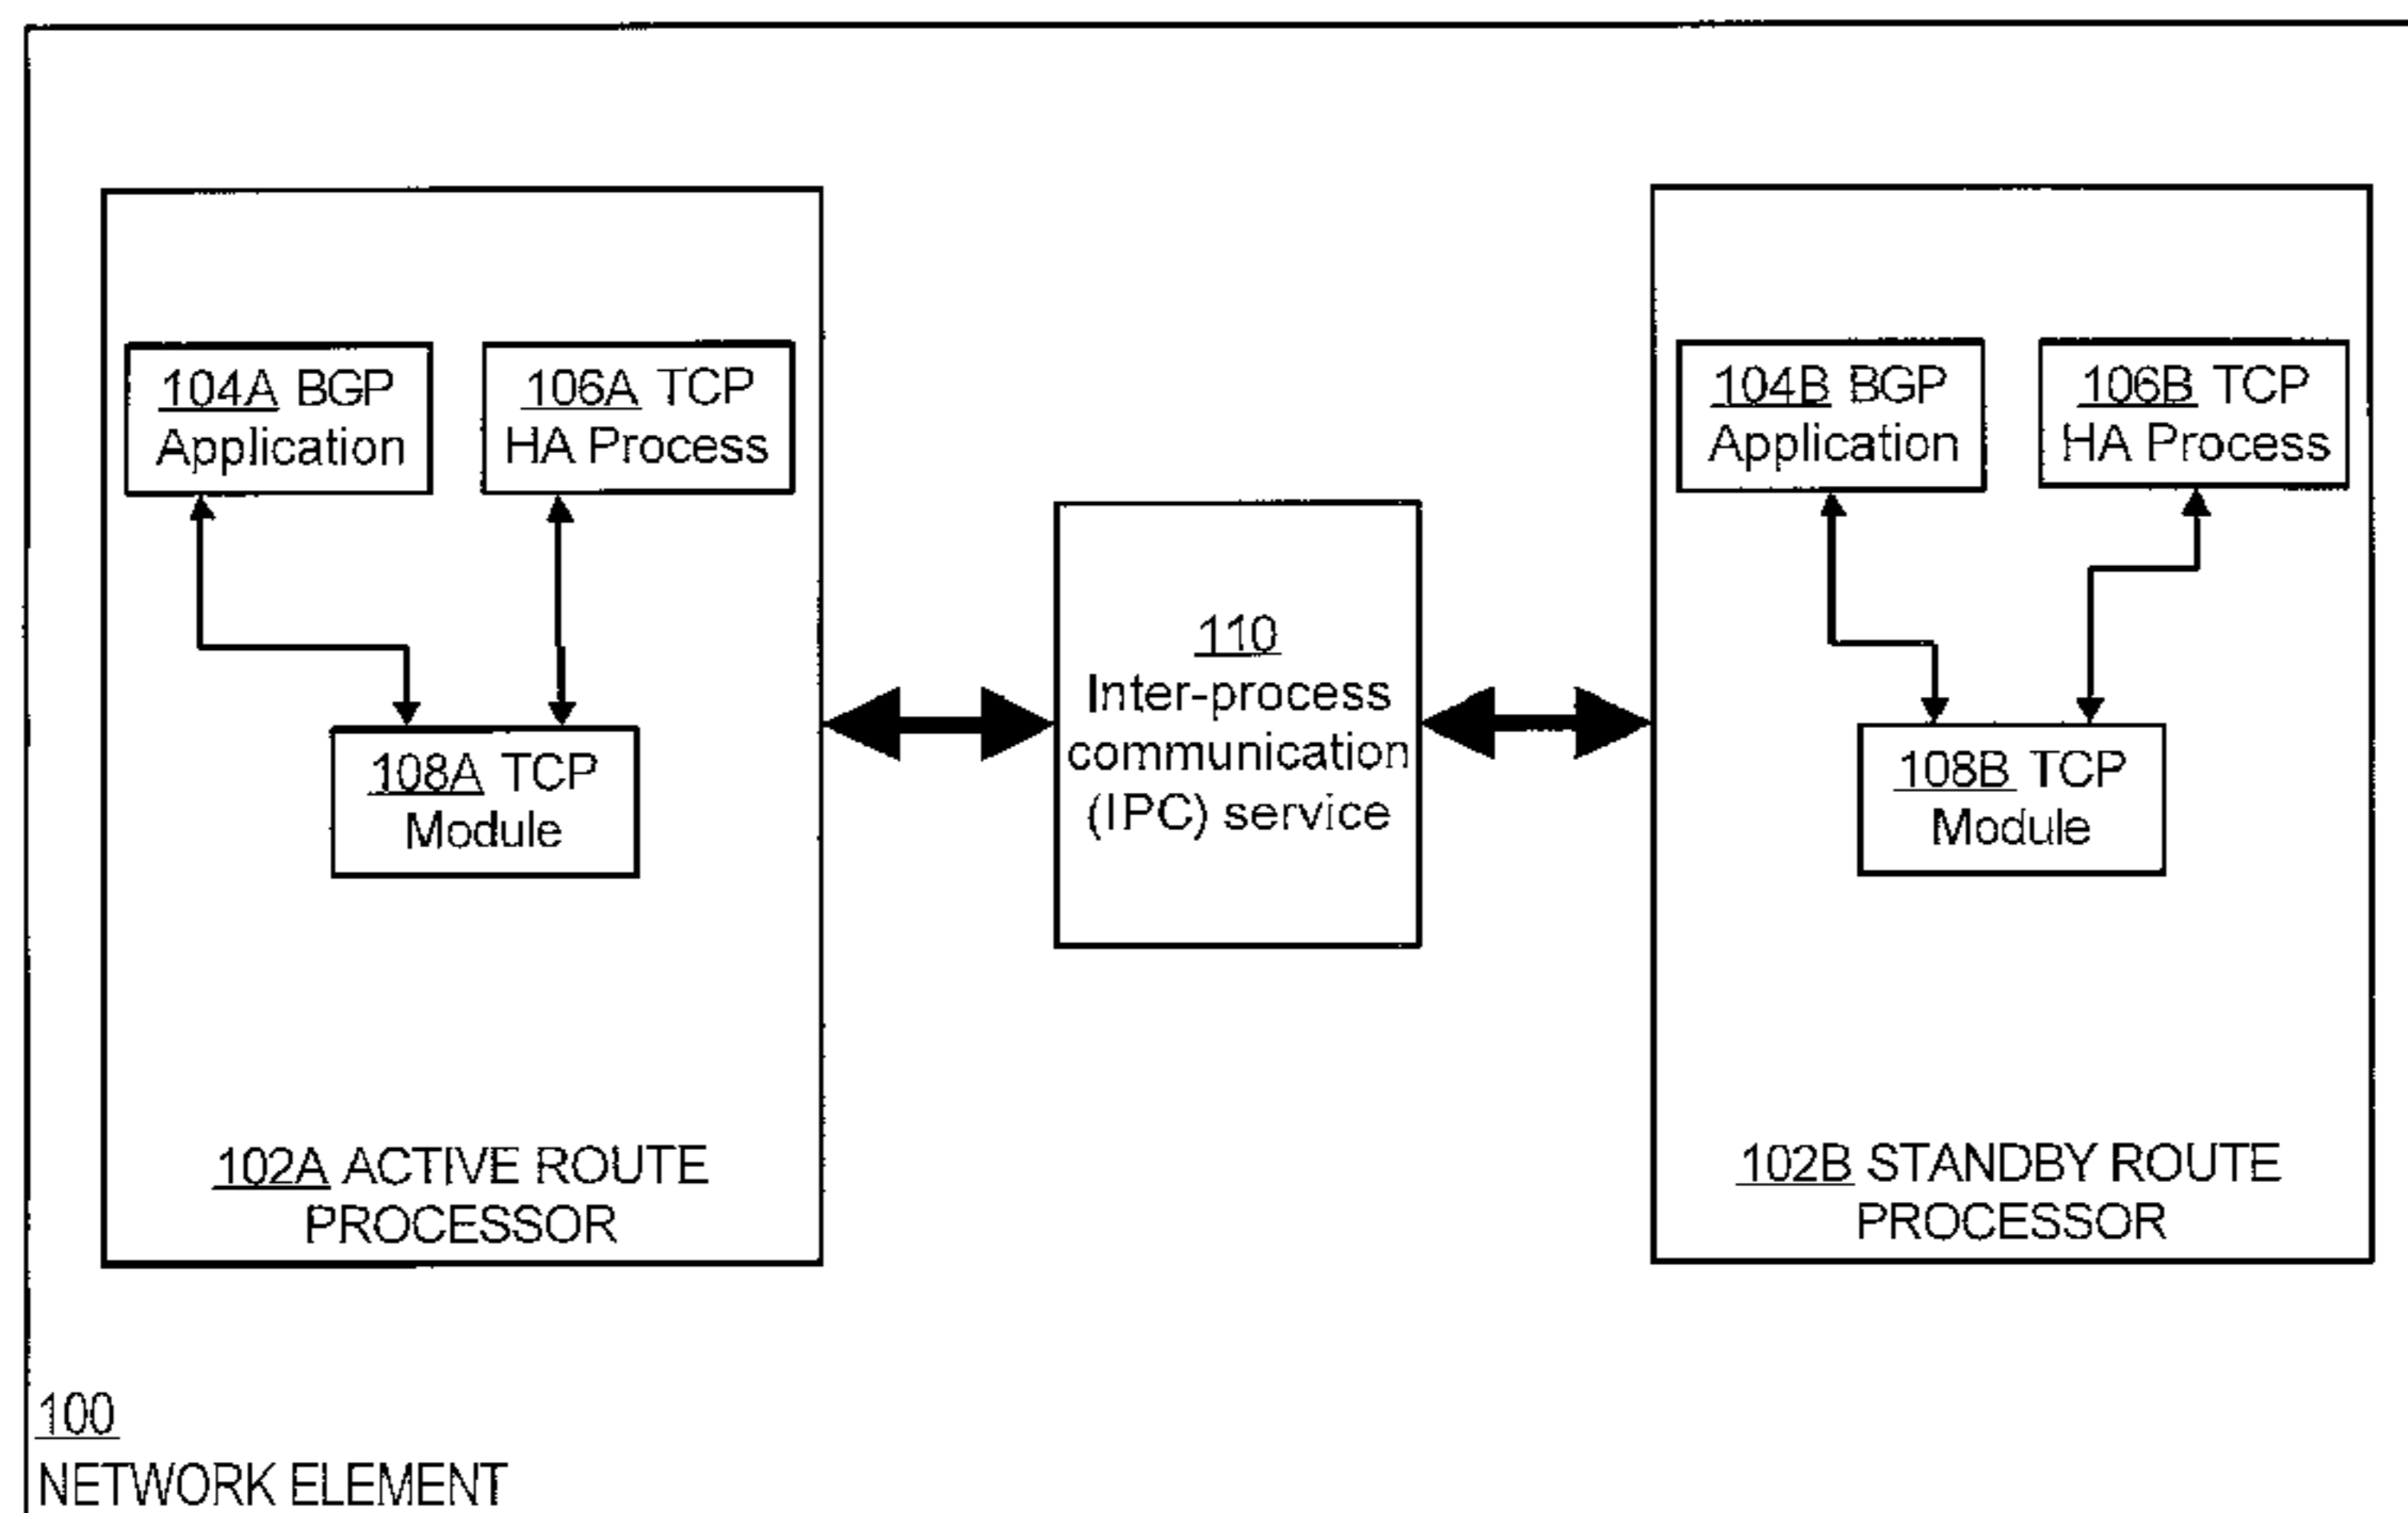 104A BGP
Application
106A TCP
HA Process
108A TCP
Module
102A ACTIVE ROUTE
PROCESSOR
110
Inter-process
communication
(IPC) service
104B BGP
Application
106B TCP
HA Process
108B TCP
Module
102B STANDBY ROUTE
PROCESSOR
100
NETWORK ELEMENT